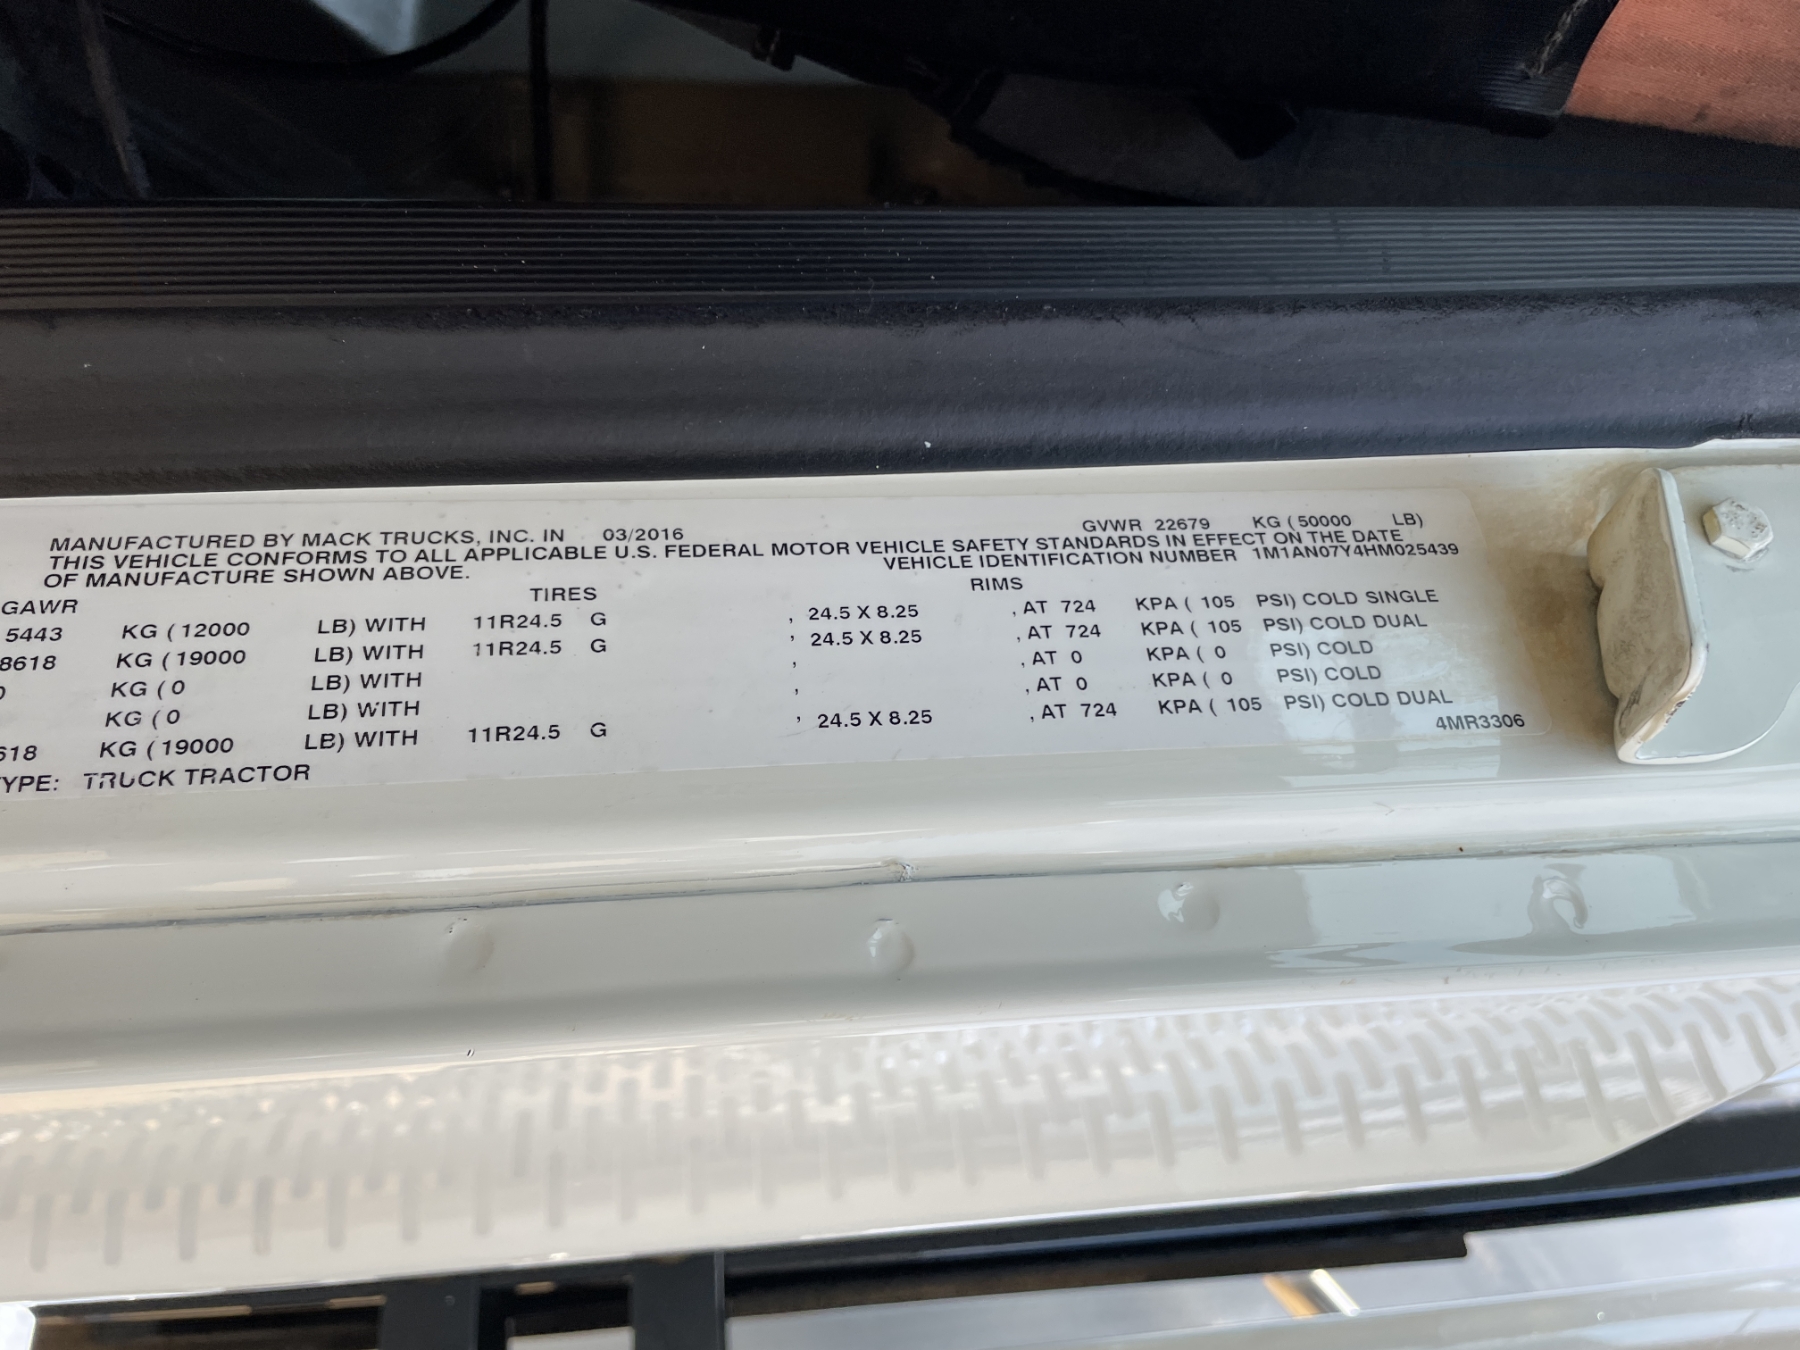 MANUFACTURED BY MACK TRUCKS, INC. IN 03/2016 GVWR 22679 KG (50000 LB)
THIS VEHICLE CONFORMS TO ALL APPLICABLE U.S. FEDERAL MOTOR VEHICLE SAFETY STANDARDS IN EFFECT ON THE DATE
OF MANUFACTURE SHOWN ABOVE. VEHICLE IDENTIFICATION NUMBER 1M1AN07Y4HM025439
GAWR TIRES RIMS
5443 KG (12000 LB) WITH 11R24.5 G , 24.5 X 8.25 , AT 724 KPA ( 105 PSI) COLD SINGLE
8618 KG (19000 LB) WITH 11R24.5 G , 24.5 X 8.25 , AT 724 KPA ( 105 PSI) COLD DUAL
0 KG (0 LB) WITH , , AT 0 KPA ( 0 PSI) COLD
KG (0 LB) WITH , , AT 0 KPA ( 0 PSI) COLD
618 KG (19000 LB) WITH 11R24.5 G , 24.5 X 8.25 , AT 724 KPA ( 105 PSI) COLD DUAL
YPE: TRUCK TRACTOR 4MR3306